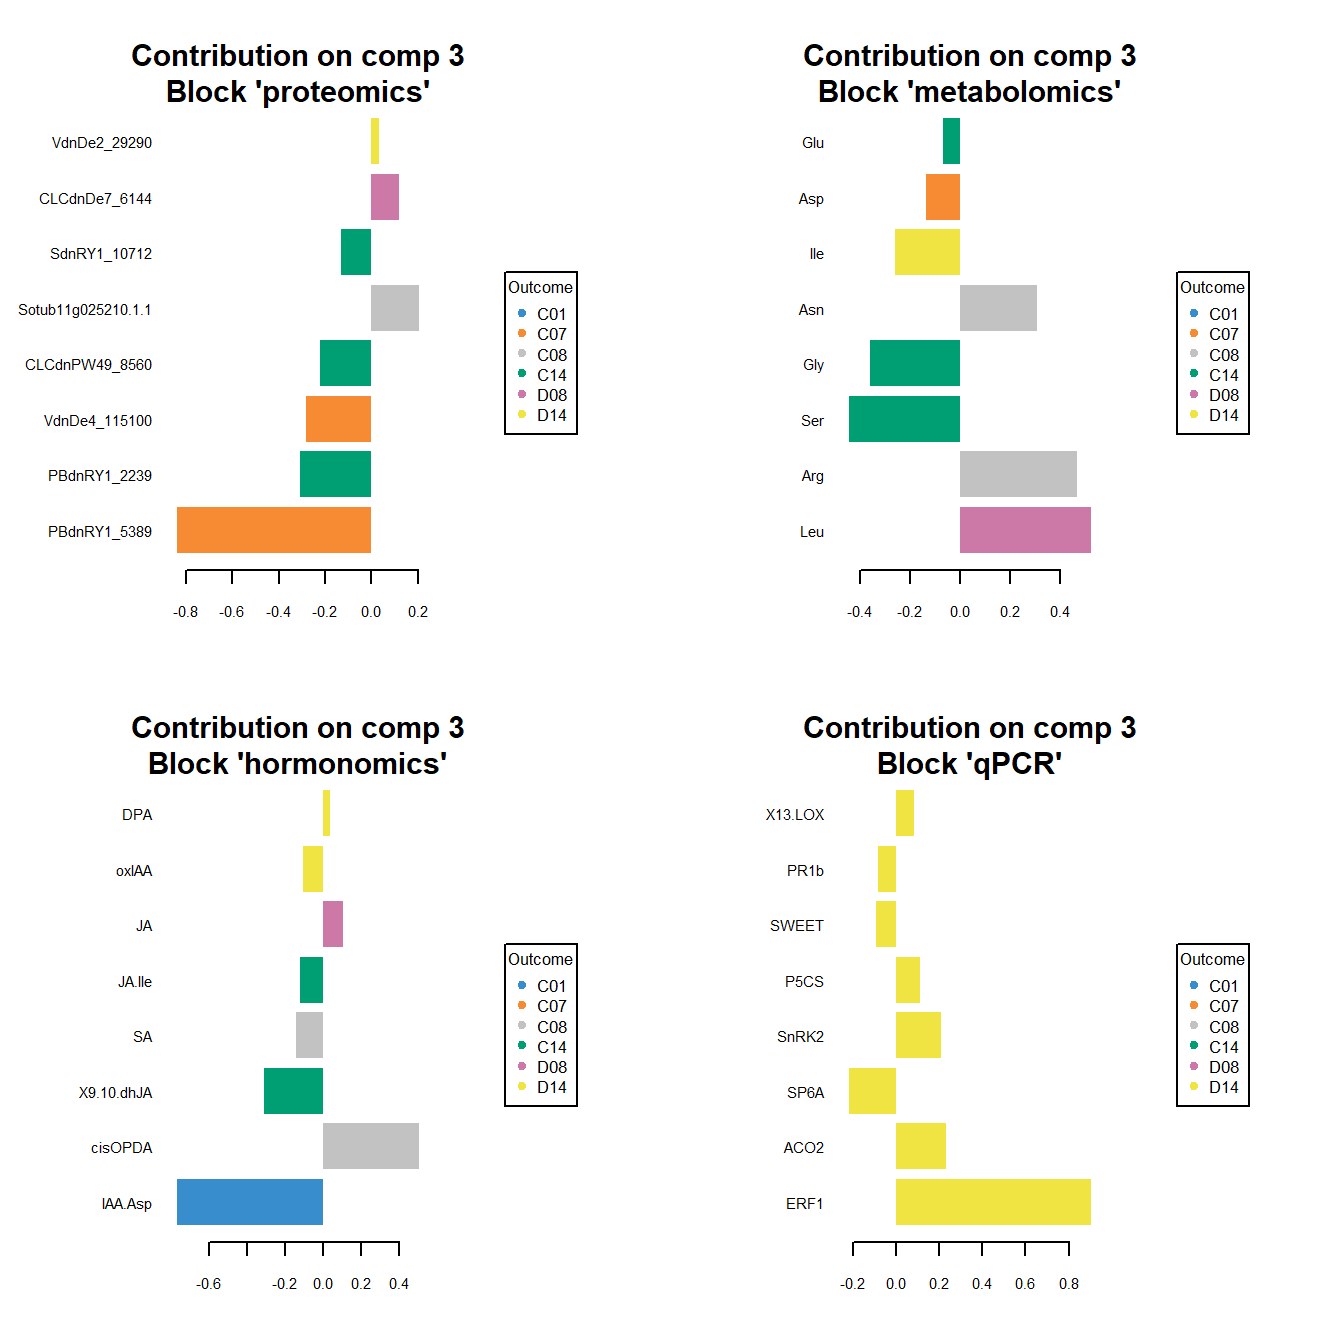 Contribution on comp 3
Block 'proteomics'
VdnDe2_29290
CLCdnDe7_6144
SdnRY1_10712
Sotub11g025210.1.1
CLCdnPW49_8560
VdnDe4_115100
PBdnRY1_2239
PBdnRY1_5389
-0.8 -0.6 -0.4 -0.2 0.0 0.2
Outcome
C01
C07
C08
C14
D08
D14
Contribution on comp 3
Block 'metabolomics'
Glu
Asp
Ile
Asn
Gly
Ser
Arg
Leu
-0.4 -0.2 0.0 0.2 0.4
Outcome
C01
C07
C08
C14
D08
D14
Contribution on comp 3
Block 'hormonomics'
DPA
oxIAA
JA
JA.Ile
SA
X9.10.dhJA
cisOPDA
IAA.Asp
-0.6 -0.2 0.0 0.2 0.4
Outcome
C01
C07
C08
C14
D08
D14
Contribution on comp 3
Block 'qPCR'
X13.LOX
PR1b
SWEET
P5CS
SnRK2
SP6A
ACO2
ERF1
-0.2 0.0 0.2 0.4 0.6 0.8
Outcome
C01
C07
C08
C14
D08
D14